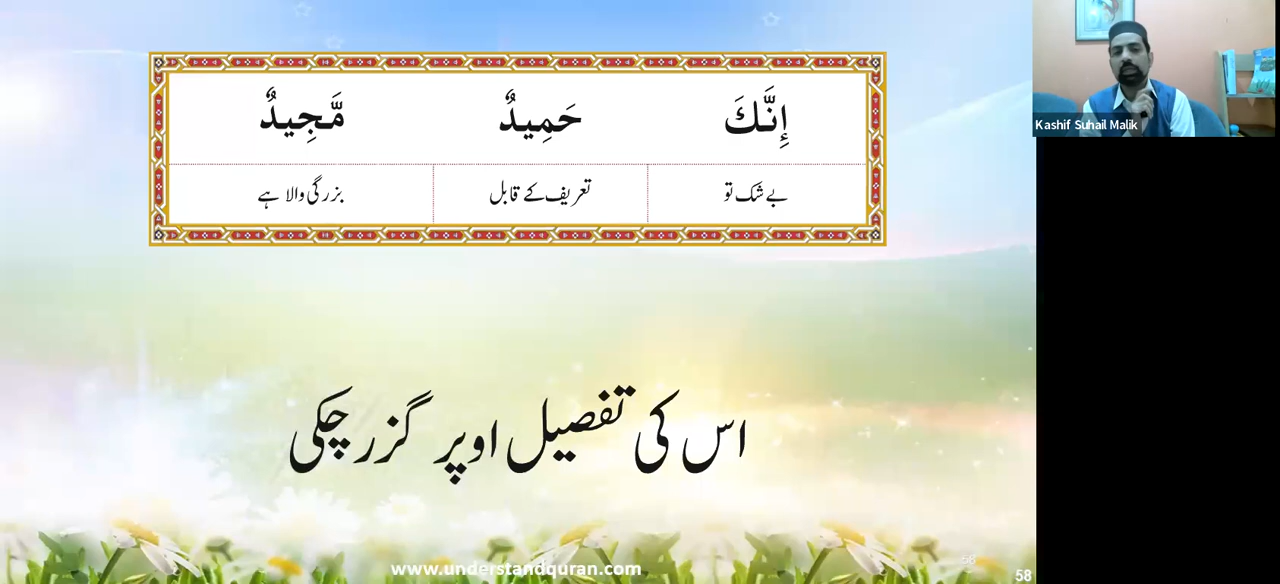 إِنَّكَ حَمِيدٌ مَّجِيدٌ
بے شک تو تعریف کے قابل بزرگی والا ہے
اس کی تفصیل اوپر گزر چکی
www.understandquran.com
58
58
Kashif Suhail Malik